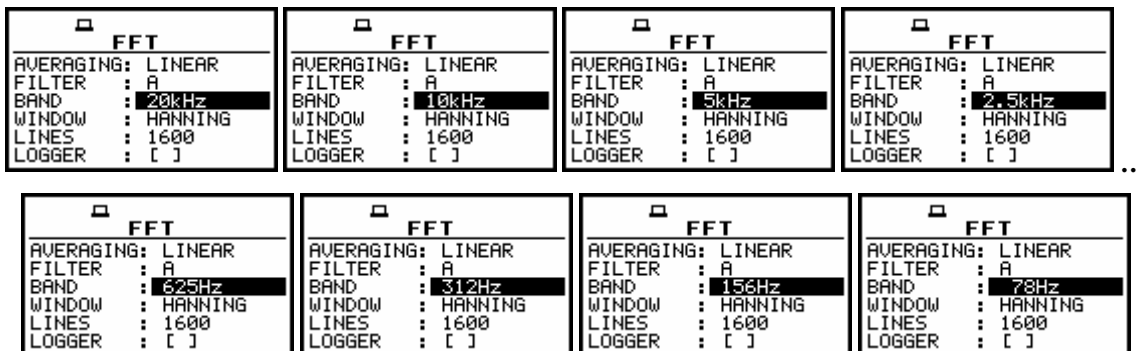 FFT
AVERAGING: LINEAR
FILTER : A
BAND : 20kHz
WINDOW : HANNING
LINES : 1600
LOGGER : [ ]
FFT
AVERAGING: LINEAR
FILTER : A
BAND : 10kHz
WINDOW : HANNING
LINES : 1600
LOGGER : [ ]
FFT
AVERAGING: LINEAR
FILTER : A
BAND : 5kHz
WINDOW : HANNING
LINES : 1600
LOGGER : [ ]
FFT
AVERAGING: LINEAR
FILTER : A
BAND : 2.5kHz
WINDOW : HANNING
LINES : 1600
LOGGER : [ ]
..
FFT
AVERAGING: LINEAR
FILTER : A
BAND : 625Hz
WINDOW : HANNING
LINES : 1600
LOGGER : [ ]
FFT
AVERAGING: LINEAR
FILTER : A
BAND : 312Hz
WINDOW : HANNING
LINES : 1600
LOGGER : [ ]
FFT
AVERAGING: LINEAR
FILTER : A
BAND : 156Hz
WINDOW : HANNING
LINES : 1600
LOGGER : [ ]
FFT
AVERAGING: LINEAR
FILTER : A
BAND : 78Hz
WINDOW : HANNING
LINES : 1600
LOGGER : [ ]